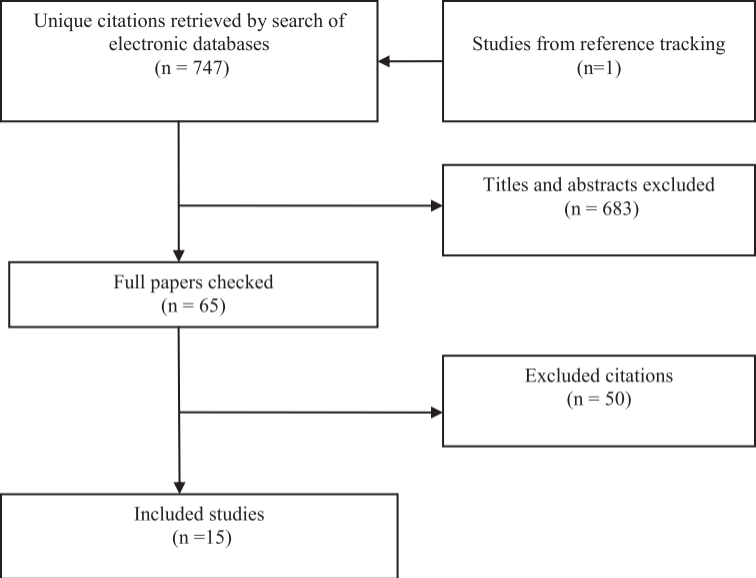 Unique citations retrieved by search of
electronic databases
(n = 747)
Studies from reference tracking
(n=1)
Titles and abstracts excluded
(n = 683)
Full papers checked
(n = 65)
Excluded citations
(n = 50)
Included studies
(n =15)